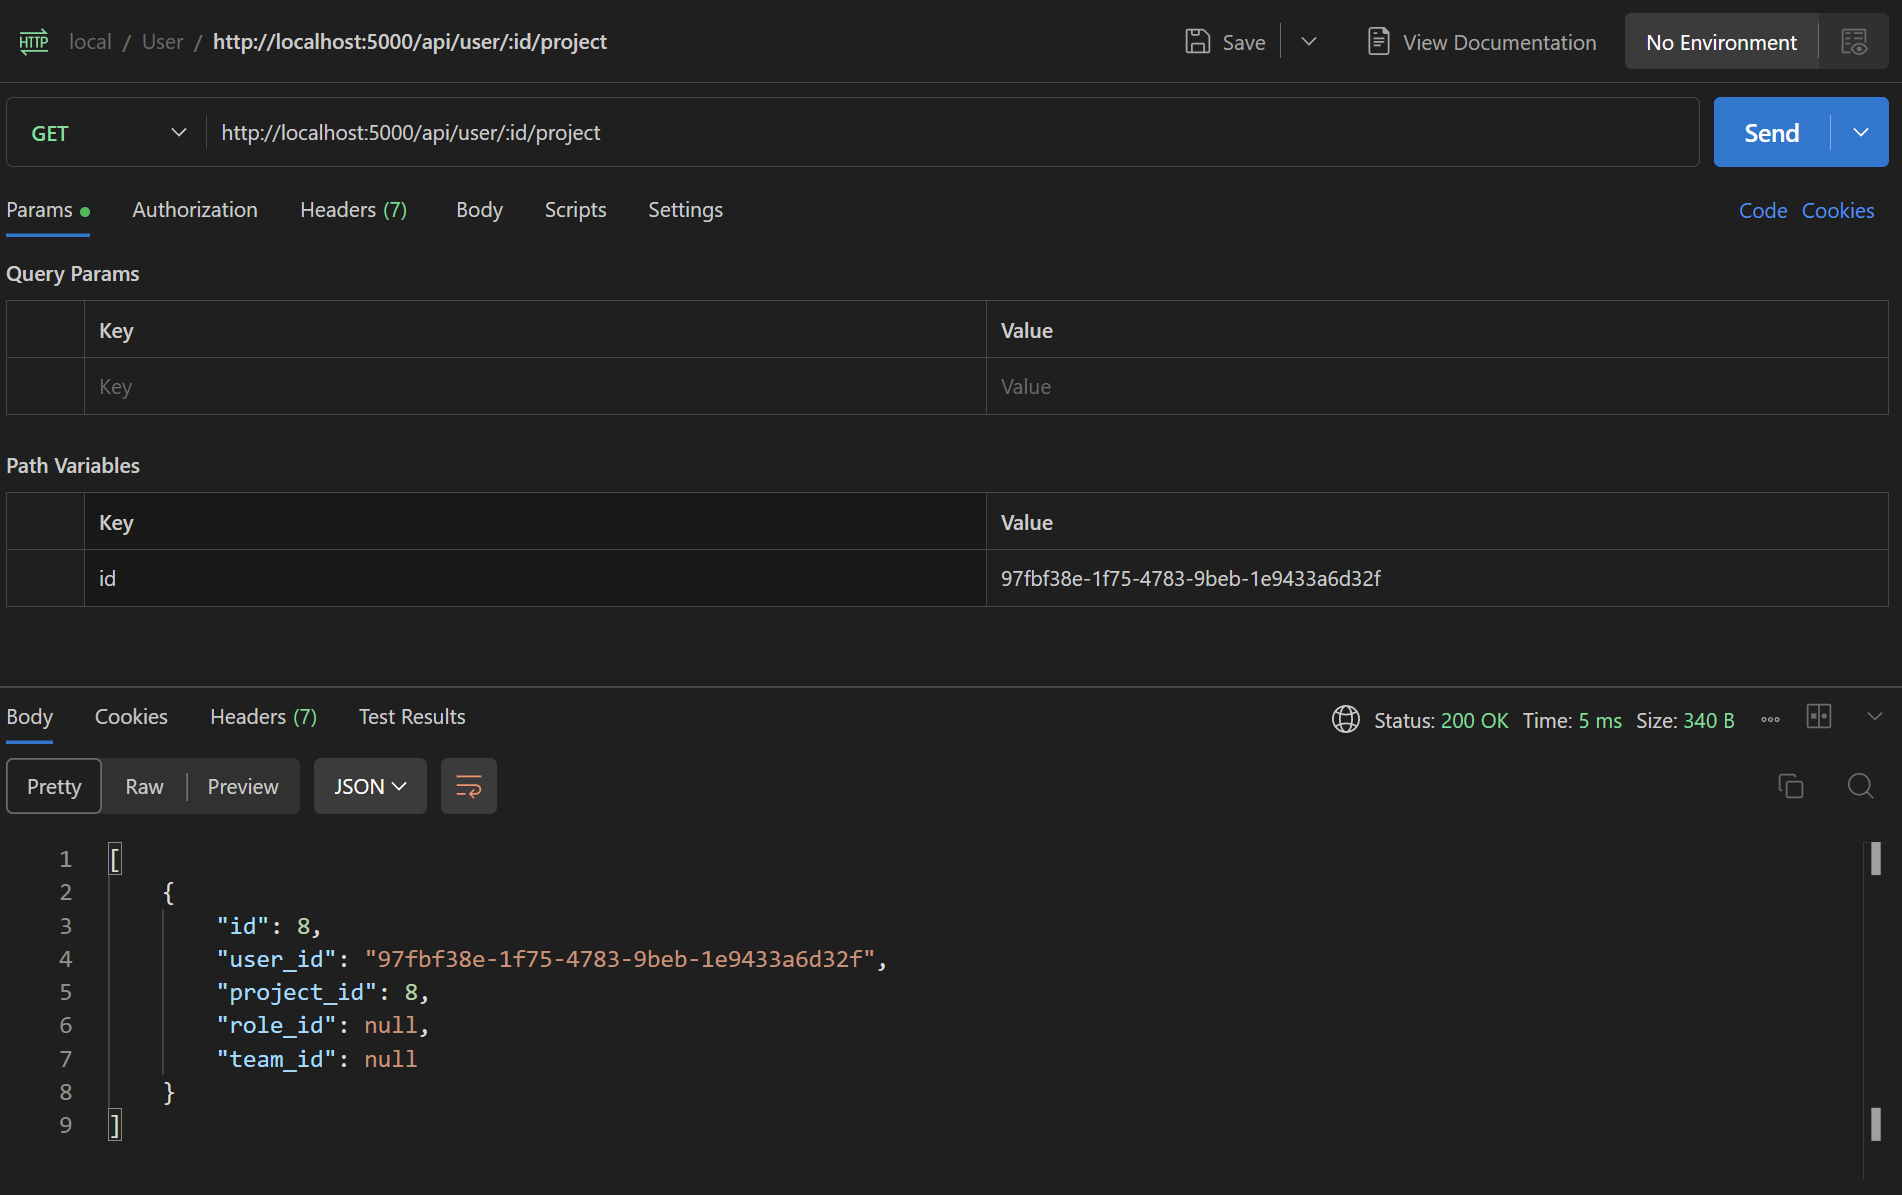 HTTP local / User / http://localhost:5000/api/user/:id/project Save View Documentation No Environment
GET http://localhost:5000/api/user/:id/project Send
Params Authorization Headers (7) Body Scripts Settings Code Cookies
Query Params
Key Value
Key Value
Path Variables
Key Value
id 97fbf38e-1f75-4783-9beb-1e9433a6d32f
Body Cookies Headers (7) Test Results Status: 200 OK Time: 5 ms Size: 340 B
Pretty Raw Preview JSON
1 [
2 {
3 "id": 8,
4 "user_id": "97fbf38e-1f75-4783-9beb-1e9433a6d32f",
5 "project_id": 8,
6 "role_id": null,
7 "team_id": null
8 }
9 ]